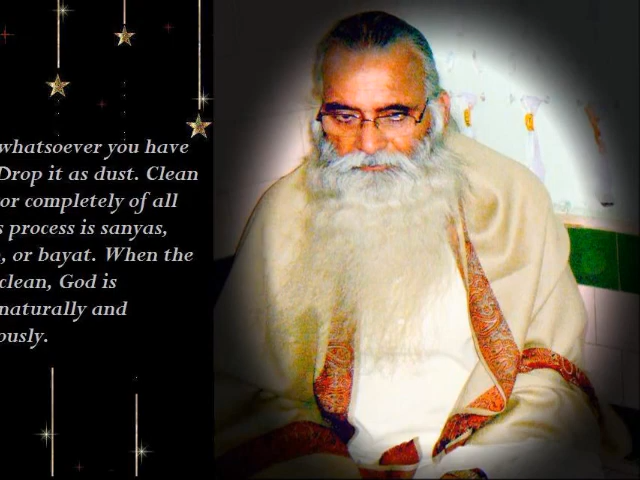 whatsoever you have
Drop it as dust. Clean
or completely of all
process is sanyas,
or bayat. When the
clean, God is
naturally and